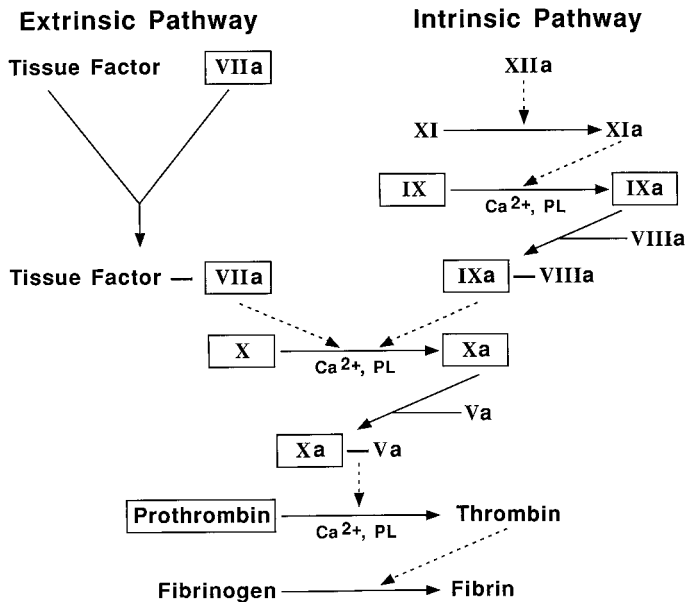 Extrinsic Pathway
Intrinsic Pathway
Tissue Factor VIIa
XIIa
XI XIa
IX IXa
Ca2+, PL
VIIIa
Tissue Factor — VIIa
IXa — VIIIa
X Xa
Ca2+, PL
Va
Xa — Va
Prothrombin Thrombin
Ca2+, PL
Fibrinogen Fibrin